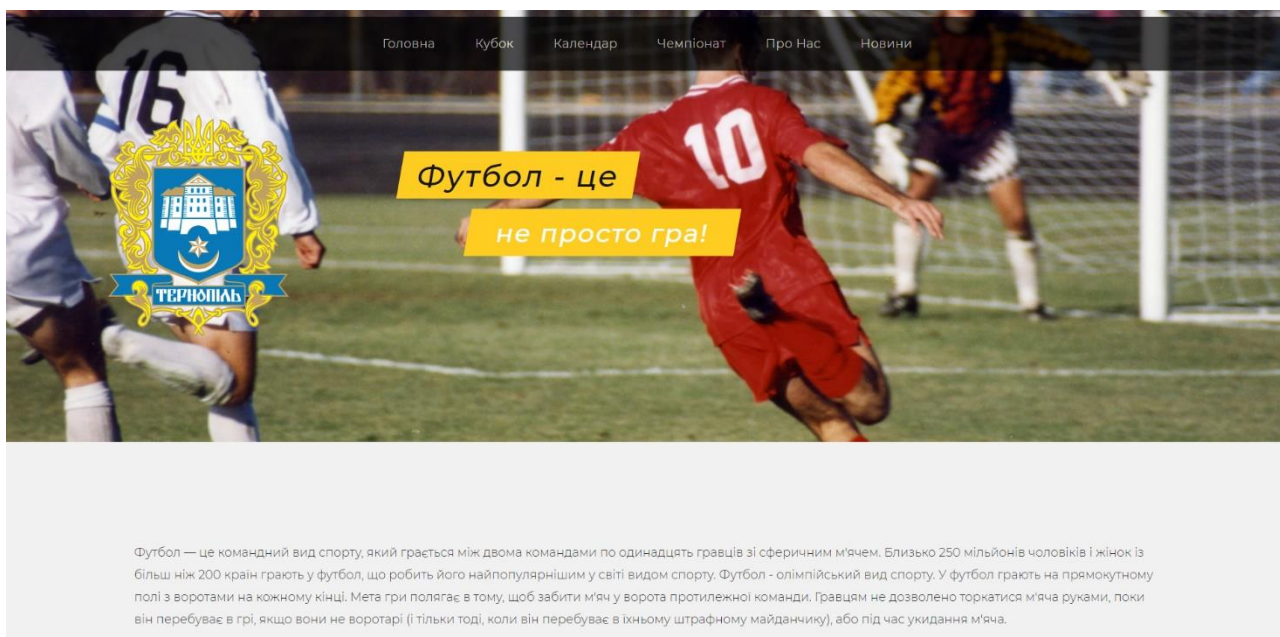 Головна Кубок Календар Чемпіонат Про Нас Новини
16
10
Футбол - це
не просто гра!
ТЕРНОПІЛЬ
Футбол — це командний вид спорту, який грається між двома командами по одинадцять гравців зі сферичним м'ячем. Близько 250 мільйонів чоловіків і жінок із
більш ніж 200 країн грають у футбол, що робить його найпопулярнішим у світі видом спорту. Футбол - олімпійський вид спорту. У футбол грають на прямокутному
полі з воротами на кожному кінці. Мета гри полягає в тому, щоб забити м'яч у ворота протилежної команди. Гравцям не дозволено торкатися м'яча руками, поки
він перебуває в грі, якщо вони не воротарі (і тільки тоді, коли він перебуває в їхньому штрафному майданчику), або під час укидання м'яча.